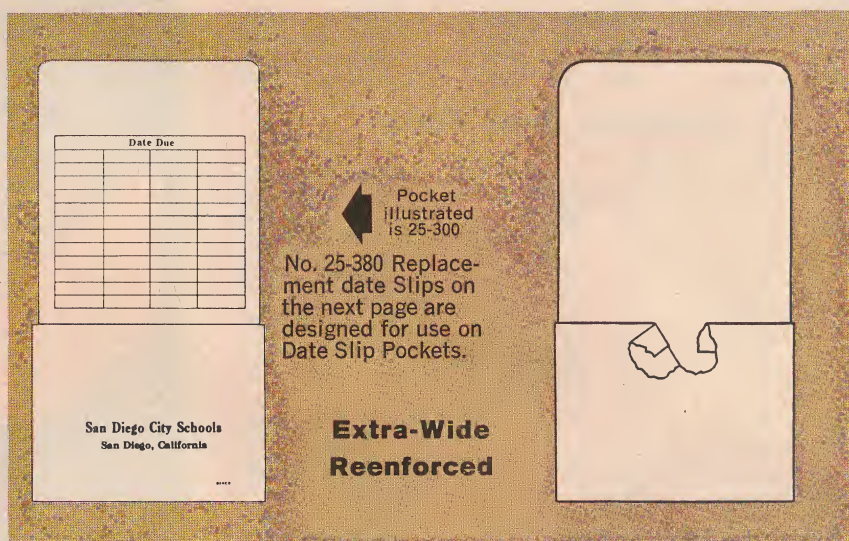 Date Due
San Diego City Schools
San Diego, California
Pocket
illustrated
is 25-300
No. 25-380 Replace-
ment date Slips on
the next page are
designed for use on
Date Slip Pockets.
Extra-Wide
Reenforced